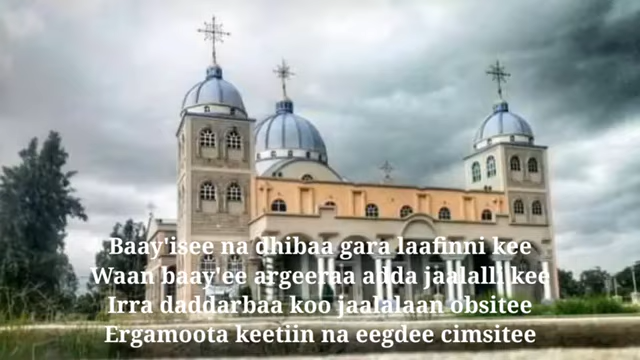 Baay'isee na dhibaa gara laafinni kee
Waan baay'ee argeeraa adda jaalalli kee
Irra daddarbaa koo jaalalaan obsitee
Ergamoota keetiin na eegdee cimsitee